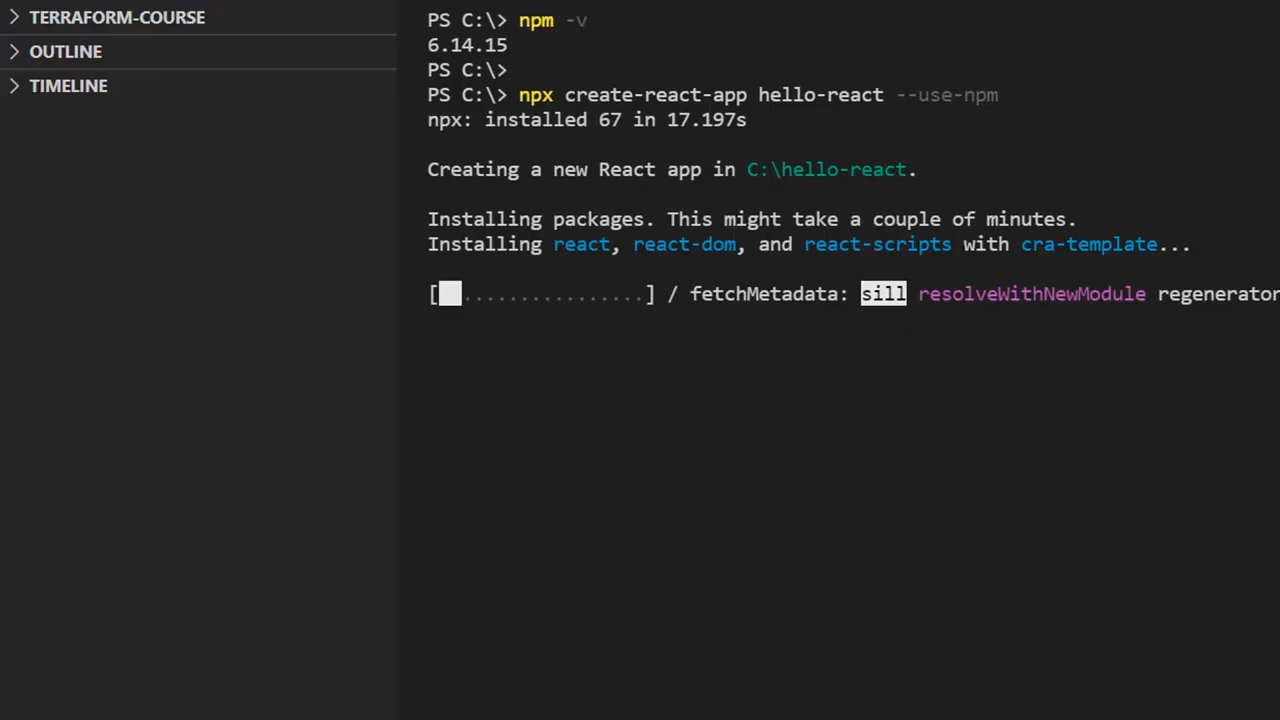 TERRAFORM-COURSE
OUTLINE
TIMELINE
PS C:\> npm -v
6.14.15
PS C:\>
PS C:\> npx create-react-app hello-react --use-npm
npx: installed 67 in 17.197s
Creating a new React app in C:\hello-react.
Installing packages. This might take a couple of minutes.
Installing react, react-dom, and react-scripts with cra-template...
[ ................] / fetchMetadata: sill resolveWithNewModule regenerator